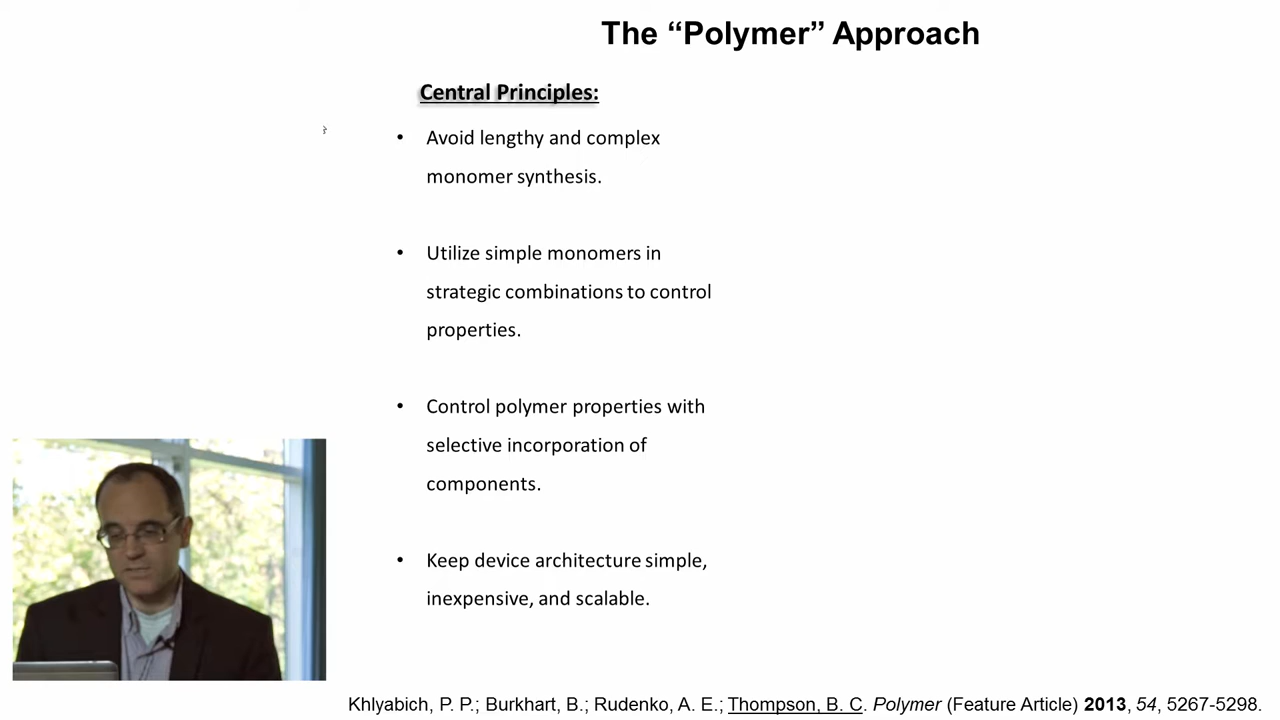 The “Polymer” Approach
Central Principles:
• Avoid lengthy and complex
monomer synthesis.
• Utilize simple monomers in
strategic combinations to control
properties.
• Control polymer properties with
selective incorporation of
components.
• Keep device architecture simple,
inexpensive, and scalable.
Khlyabich, P. P.; Burkhart, B.; Rudenko, A. E.; Thompson, B. C. Polymer (Feature Article) 2013, 54, 5267-5298.